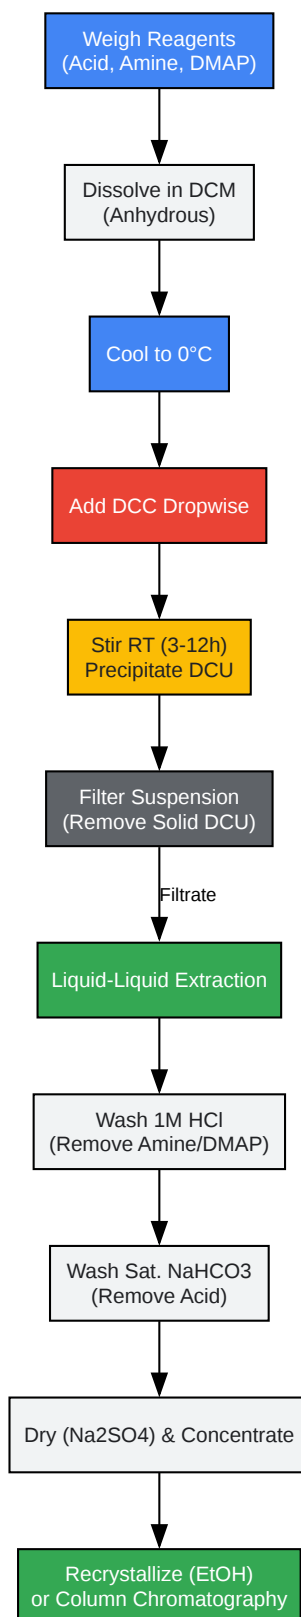 Weigh Reagents
(Acid, Amine, DMAP)
Dissolve in DCM
(Anhydrous)
Cool to 0°C
Add DCC Dropwise
Stir RT (3-12h)
Precipitate DCU
Filter Suspension
(Remove Solid DCU)
Filtrate
Liquid-Liquid Extraction
Wash 1M HCl
(Remove Amine/DMAP)
Wash Sat. NaHCO3
(Remove Acid)
Dry (Na2SO4) & Concentrate
Recrystallize (EtOH)
or Column Chromatography